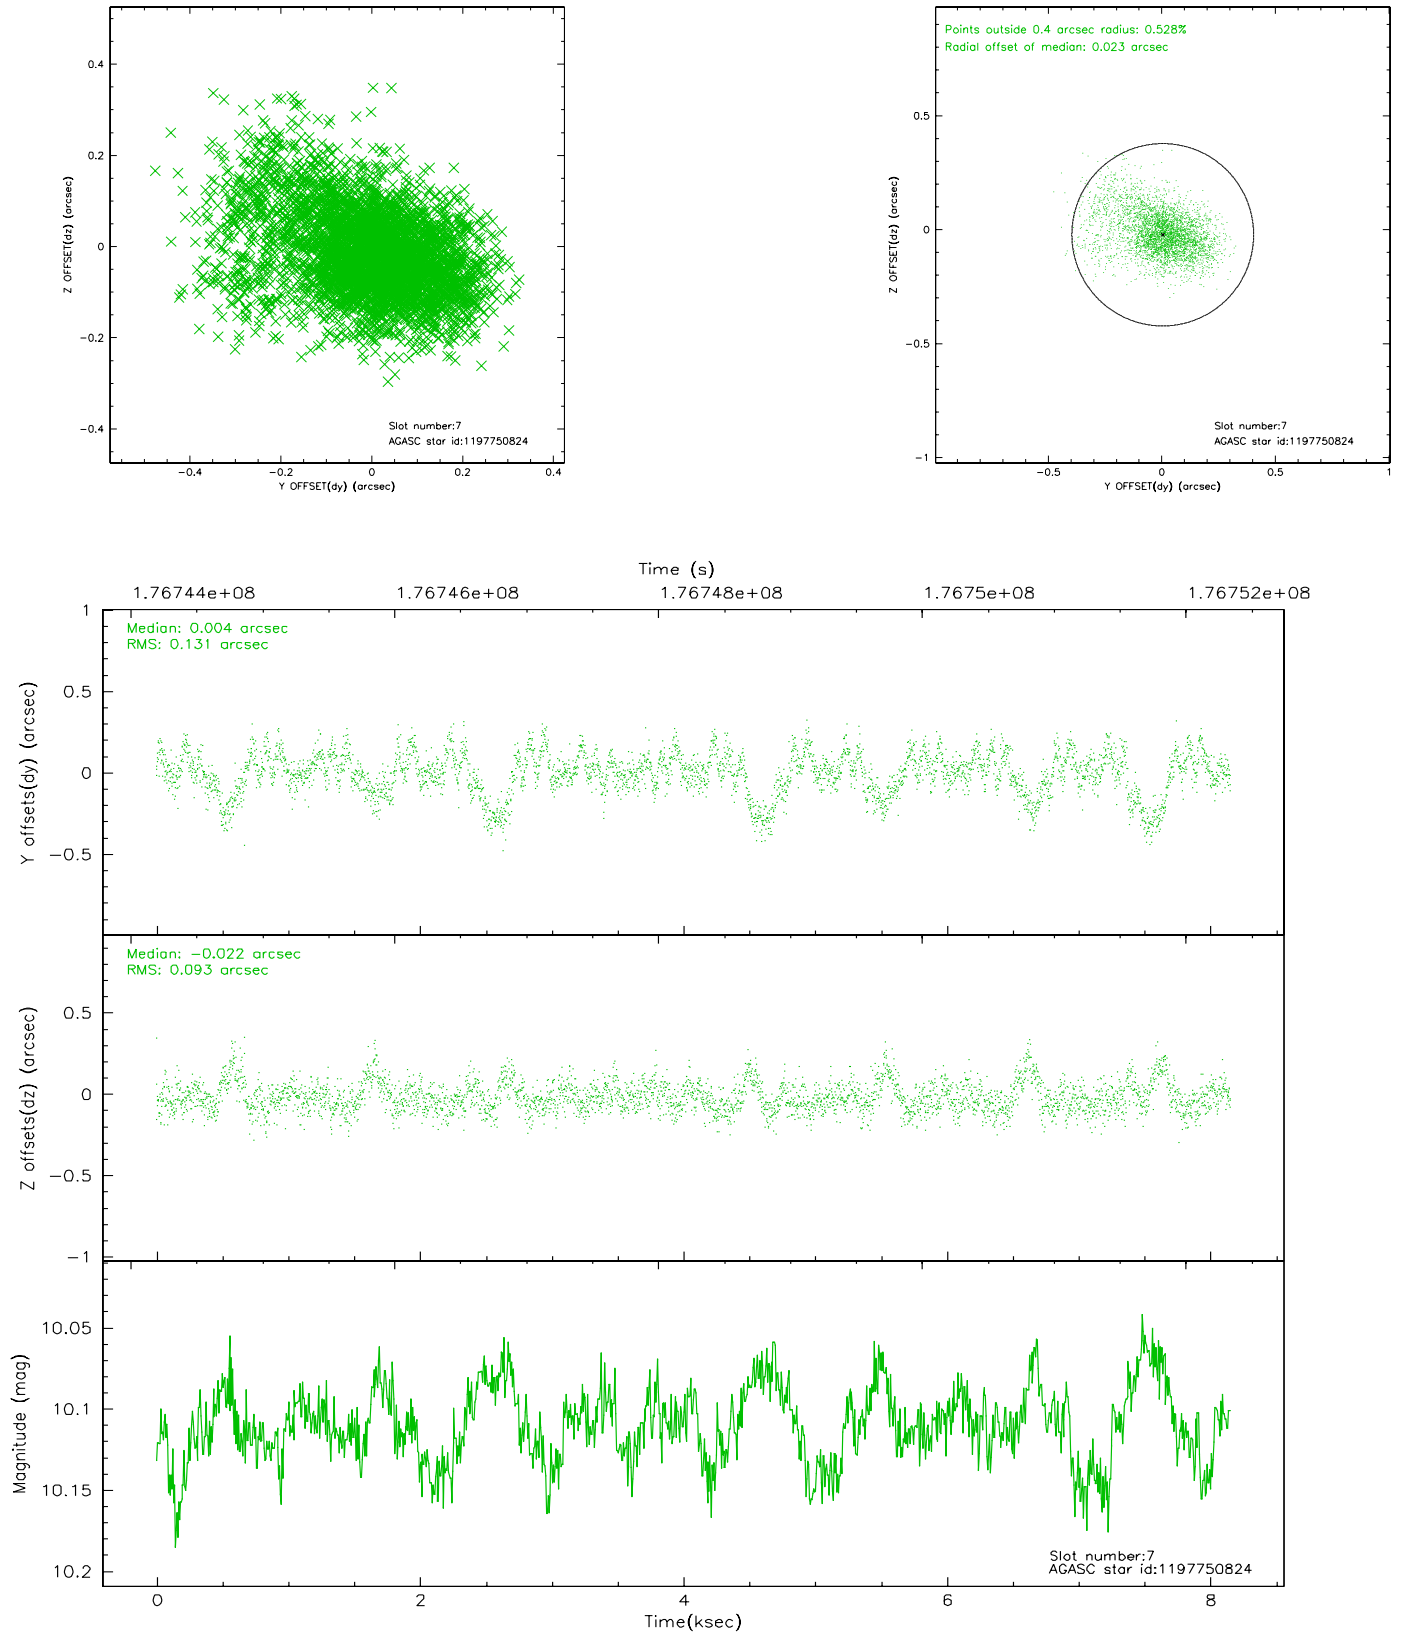 0.4
0.2
0
−0.2
−0.4
Z OFFSET(dz) (arcsec)
−0.4 −0.2 0 0.2 0.4
Y OFFSET(dy) (arcsec)
Slot number:7
AGASC star id:1197750824
Points outside 0.4 arcsec radius: 0.528%
Radial offset of median: 0.023 arcsec
0.5
0
−0.5
−1
Z OFFSET(dz) (arcsec)
−0.5 0 0.5 1
Y OFFSET(dy) (arcsec)
Slot number:7
AGASC star id:1197750824
Time (s)
1.76744e+08 1.76746e+08 1.76748e+08 1.7675e+08 1.76752e+08
Median: 0.004 arcsec
RMS: 0.131 arcsec
1
0.5
0
−0.5
Y offsets(dy) (arcsec)
Median: −0.022 arcsec
RMS: 0.093 arcsec
0.5
0
−0.5
−1
Z offsets(dz) (arcsec)
10.05
10.1
10.15
10.2
Magnitude (mag)
Slot number:7
AGASC star id:1197750824
0 2 4 6 8
Time(ksec)